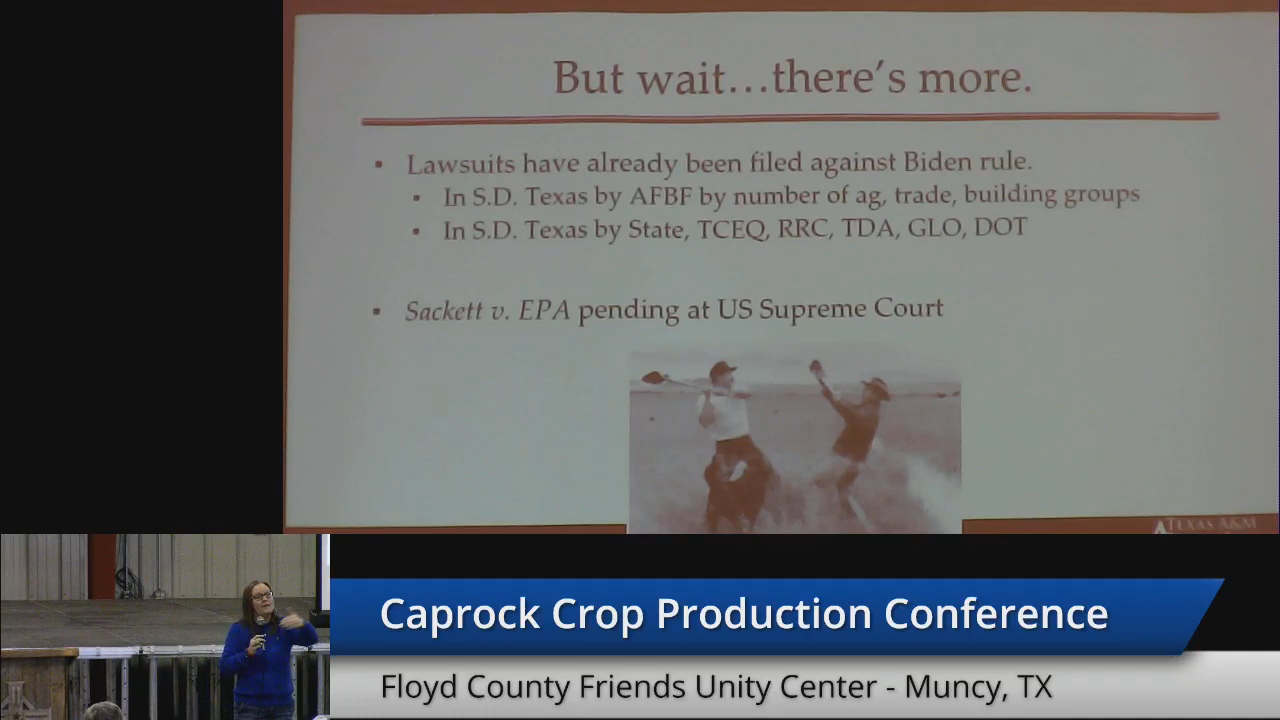 But wait…there's more.
▪ Lawsuits have already been filed against Biden rule.
▪ In S.D. Texas by AFBF by number of ag, trade, building groups
▪ In S.D. Texas by State, TCEQ, RRC, TDA, GLO, DOT
▪ Sackett v. EPA pending at US Supreme Court
TEXAS A&M
Caprock Crop Production Conference
Floyd County Friends Unity Center - Muncy, TX